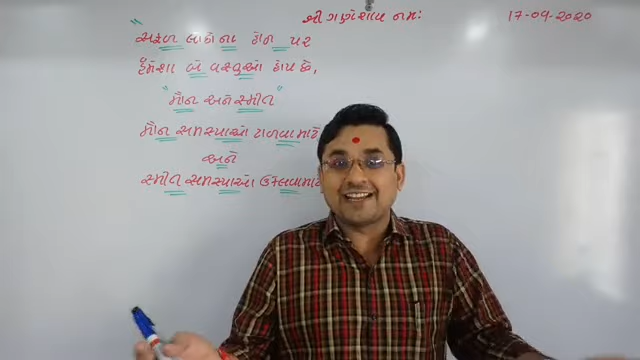 શ્રી ગણેશાય નમઃ
17-09-2020
"
સફળ લોકોના હોઠ પર
હંમેશા બે વસ્તુઓ હોય છે,
"મૌન અને સ્મીત"
મૌન સમસ્યાઓ ટાળવા માટે
અને
સ્મીત સમસ્યાઓ ઉકેલવા માટે